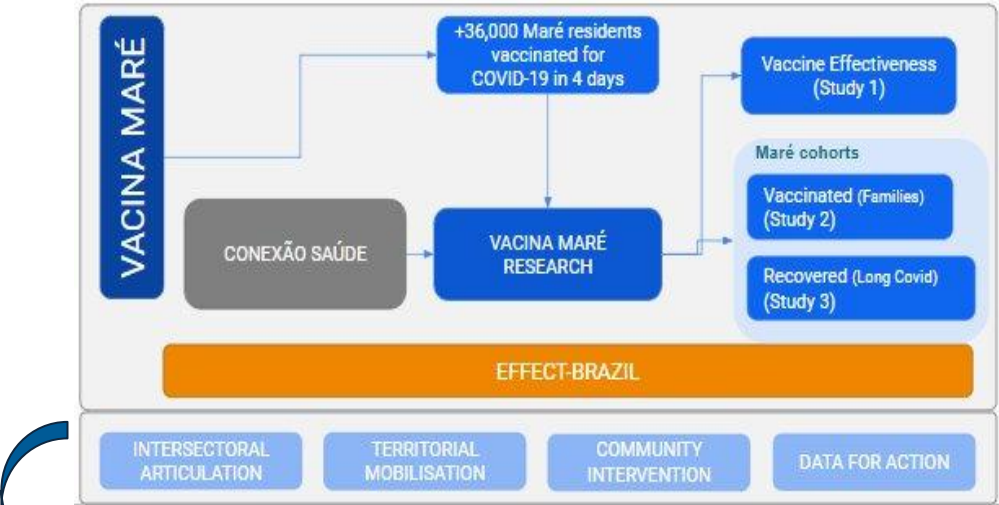 VACINA MARÉ
+36,000 Maré residents
vaccinated for
COVID-19 in 4 days
Vaccine Effectiveness
(Study 1)
Maré cohorts
Vaccinated (Families)
(Study 2)
CONEXÃO SAÚDE
VACINA MARÉ
RESEARCH
Recovered (Long Covid)
(Study 3)
EFFECT-BRAZIL
INTERSECTORAL
ARTICULATION
TERRITORIAL
MOBILISATION
COMMUNITY
INTERVENTION
DATA FOR ACTION